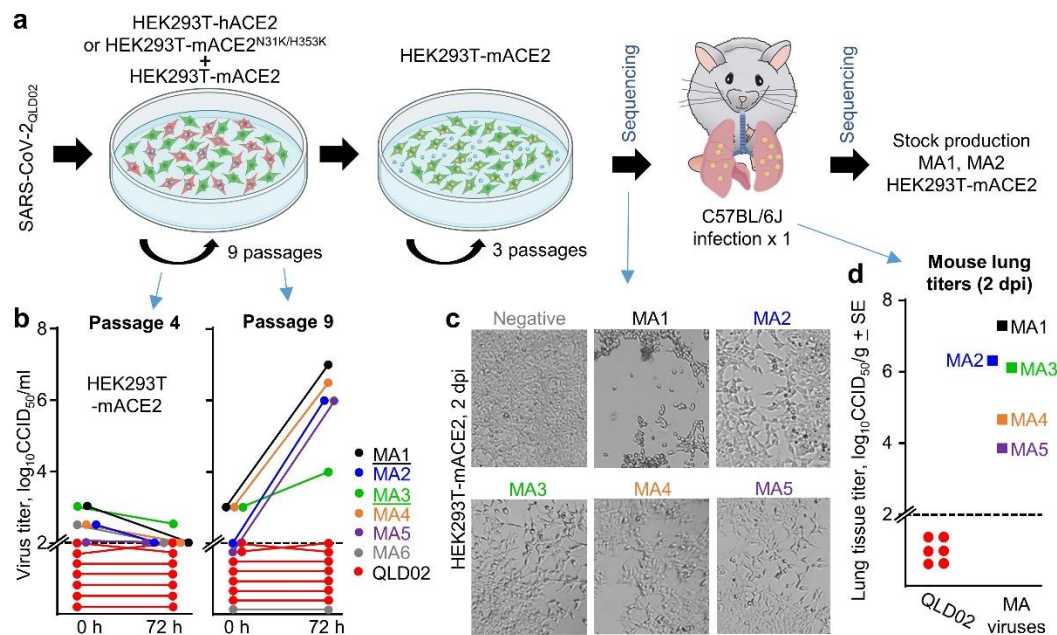 a
HEK293T-hACE2
or HEK293T-mACE2N31K/H353K
+
HEK293T-mACE2
HEK293T-mACE2
SARS-CoV-2QLD02
9 passages
3 passages
Sequencing
C57BL/6J
infection x 1
Sequencing
Stock production
MA1, MA2
HEK293T-mACE2
b
Passage 4
Passage 9
Virus titer, log10CCID50/ml
8
6
4
2
2
HEK293T
-mACE2
0 h
72 h
0 h
72 h
MA1
MA2
MA3
MA4
MA5
MA6
QLD02
c
HEK293T-mACE2, 2 dpi
Negative
MA1
MA2
MA3
MA4
MA5
d
Mouse lung
titers (2 dpi)
Lung tissue titer, log10CCID50/g ± SE
8
6
4
2
0
MA1
MA2
MA3
MA4
MA5
QLD02
MA
viruses